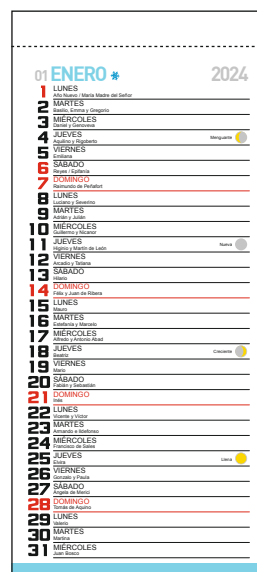 01 ENERO * 2024
1 LUNES
Año Nuevo / María Madre del Señor
2 MARTES
Basilio, Emma y Gregorio
3 MIÉRCOLES
Daniel y Genoveva
4 JUEVES
Aquilino y Rigoberto
Menguante
5 VIERNES
Emiliana
6 SÁBADO
Reyes / Epifanía
7 DOMINGO
Raimundo de Peñafort
8 LUNES
Luciano y Severino
9 MARTES
Adrián y Julián
10 MIÉRCOLES
Guillermo y Nicanor
11 JUEVES
Higinio y Martín de León
Nueva
12 VIERNES
Arcadio y Tatiana
13 SÁBADO
Hilario
14 DOMINGO
Félix y Juan de Ribera
15 LUNES
Mauro
16 MARTES
Estefanía y Marcelo
17 MIÉRCOLES
Alfredo y Antonio Abad
18 JUEVES
Beatriz
Creciente
19 VIERNES
Mario
20 SÁBADO
Fabián y Sebastián
21 DOMINGO
Inés
22 LUNES
Vicente y Víctor
23 MARTES
Armando e Ildefonso
24 MIÉRCOLES
Francisco de Sales
25 JUEVES
Elvira
Llena
26 VIERNES
Gonzalo y Paula
27 SÁBADO
Ángela de Merici
28 DOMINGO
Tomás de Aquino
29 LUNES
Valerio
30 MARTES
Martina
31 MIÉRCOLES
Juan Bosco